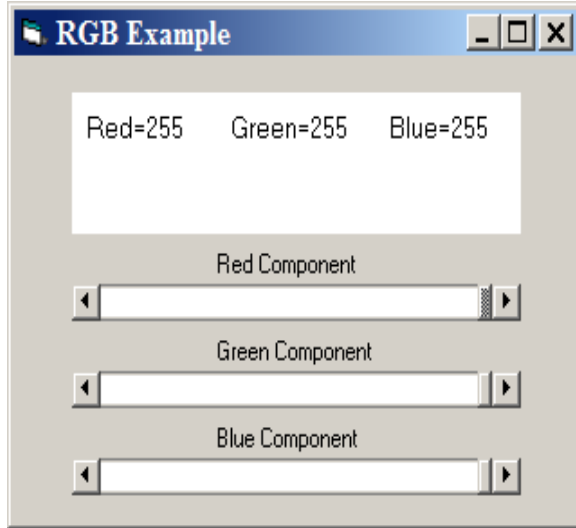 RGB Example
Red=255 Green=255 Blue=255
Red Component
Green Component
Blue Component